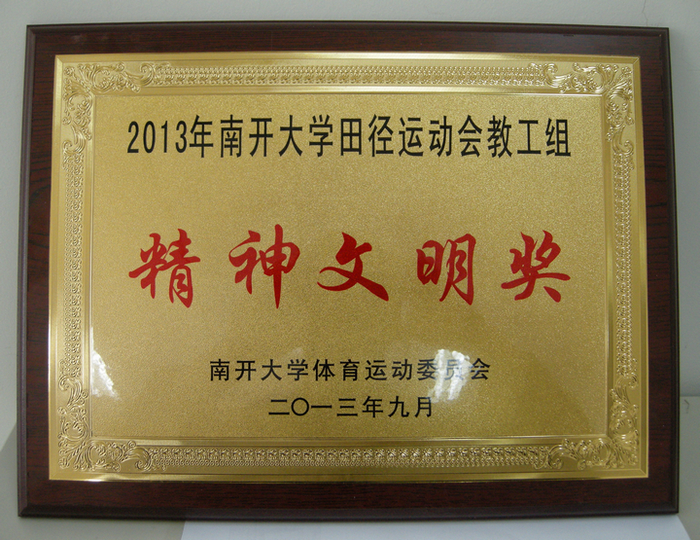 2013年南开大学田径运动会教工组
精神文明奖
南开大学体育运动委员会
二〇一三年九月